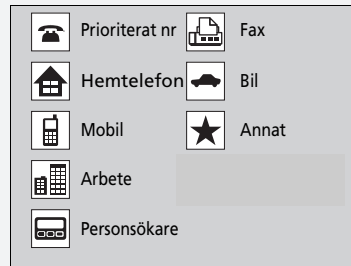 Prioriterat nr
Hemtelefon
Mobil
Arbete
Personsökare
Fax
Bil
Annat